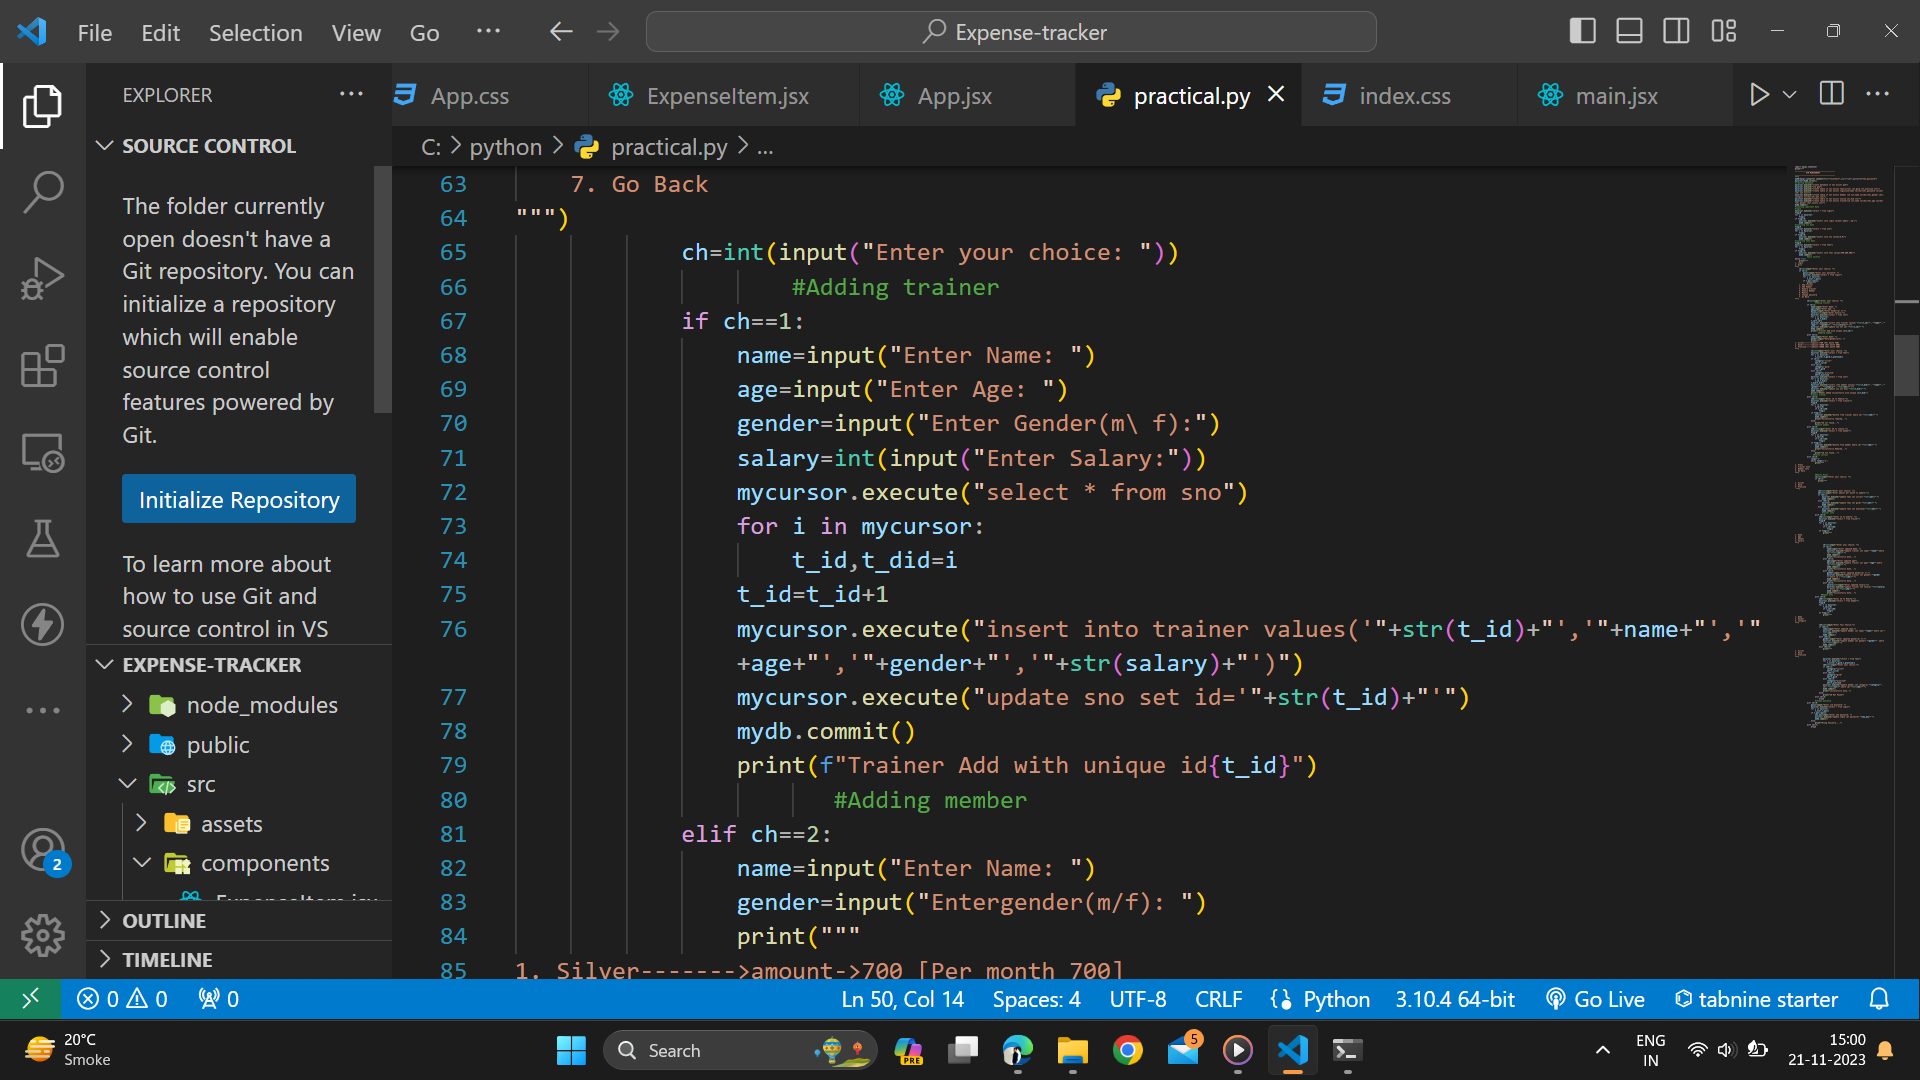 File Edit Selection View Go ... Expense-tracker
EXPLORER ...
App.css ExpenseItem.jsx App.jsx practical.py index.css main.jsx
SOURCE CONTROL
C: > python > practical.py > ...
The folder currently
open doesn't have a
Git repository. You can
initialize a repository
which will enable
source control
features powered by
Git.
Initialize Repository
To learn more about
how to use Git and
source control in VS
EXPENSE-TRACKER
node_modules
public
src
assets
components
ExpenseItem.jsx
OUTLINE
TIMELINE
63 7. Go Back
64 """)
65 ch=int(input("Enter your choice: "))
66 #Adding trainer
67 if ch==1:
68 name=input("Enter Name: ")
69 age=input("Enter Age: ")
70 gender=input("Enter Gender(m\ f):")
71 salary=int(input("Enter Salary:"))
72 mycursor.execute("select * from sno")
73 for i in mycursor:
74 t_id,t_did=i
75 t_id=t_id+1
76 mycursor.execute("insert into trainer values('"+str(t_id)+"','"+name+"','"
+age+"','"+gender+"','"+str(salary)+"')")
77 mycursor.execute("update sno set id='"+str(t_id)+"'")
78 mydb.commit()
79 print(f"Trainer Add with unique id{t_id}")
80 #Adding member
81 elif ch==2:
82 name=input("Enter Name: ")
83 gender=input("Entergender(m/f): ")
84 print("""
85 1. Silver------->amount->700 [Per month 700]
2
0 0 0 Ln 50, Col 14 Spaces: 4 UTF-8 CRLF Python 3.10.4 64-bit Go Live tabnine starter
20°C
Smoke
Search
PRE
5
ENG
IN
15:00
21-11-2023